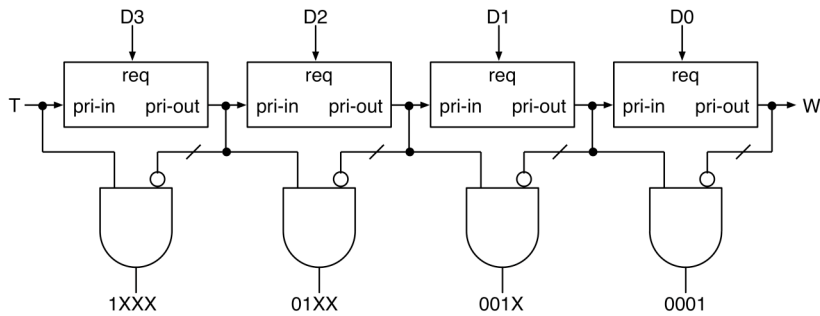 D3 D2 D1 D0
req req req req
T pri-in pri-out pri-in pri-out pri-in pri-out pri-in pri-out W
1XXX 01XX 001X 0001